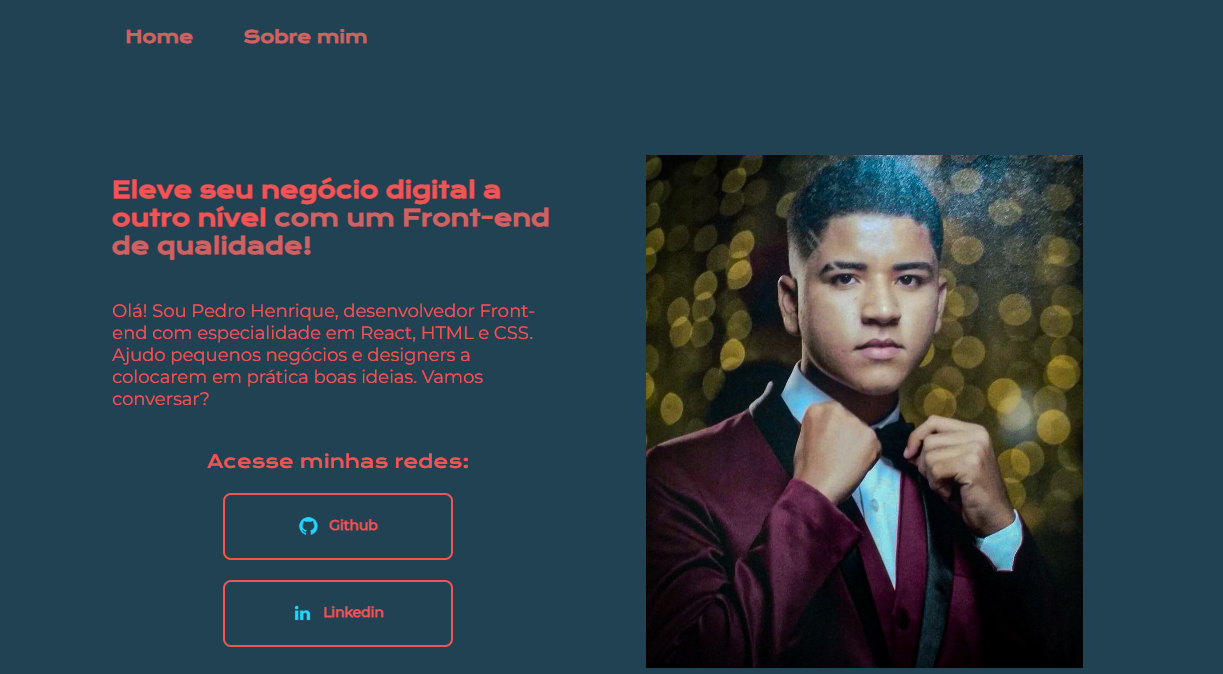 Home Sobre mim
Eleve seu negócio digital a
outro nível com um Front-end
de qualidade!
Olá! Sou Pedro Henrique, desenvolvedor Front-
end com especialidade em React, HTML e CSS.
Ajudo pequenos negócios e designers a
colocarem em prática boas ideias. Vamos
conversar?
Acesse minhas redes:
Github
in Linkedin